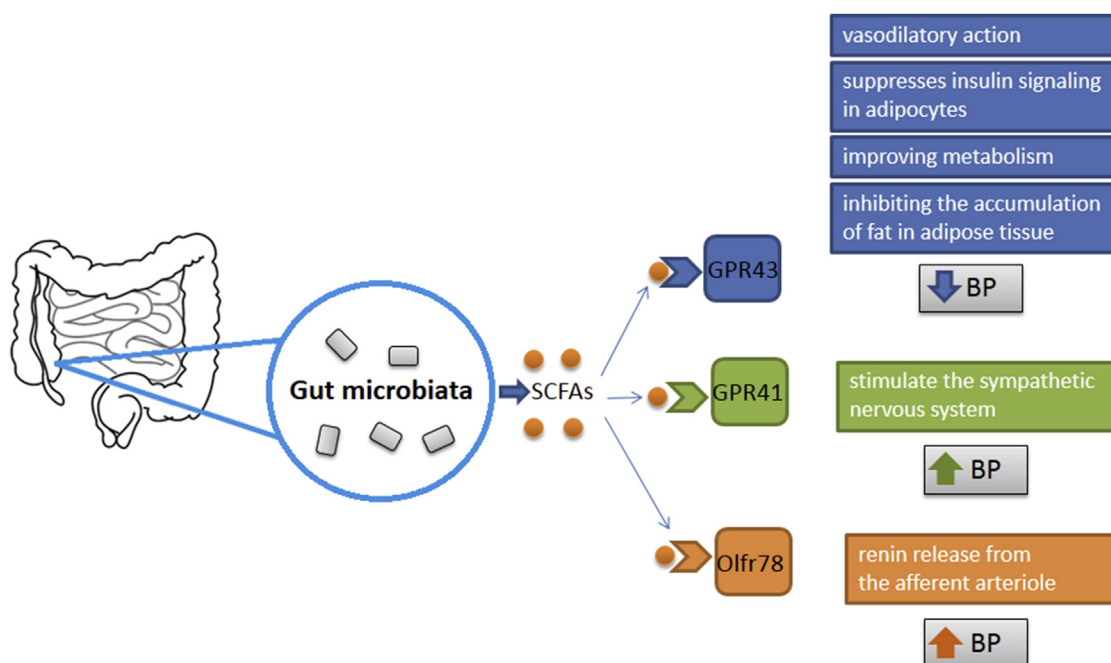 vasodilatory action
suppresses insulin signaling
in adipocytes
improving metabolism
inhibiting the accumulation
of fat in adipose tissue
GPR43
BP
Gut microbiata
SCFAs
GPR41
stimulate the sympathetic
nervous system
BP
Olfr78
renin release from
the afferent arteriole
BP